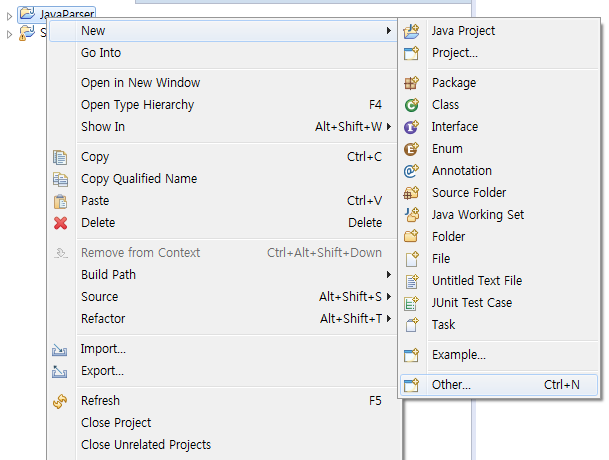 JavaParser
S
New
Go Into
Open in New Window
Open Type Hierarchy F4
Show In Alt+Shift+W
Copy Ctrl+C
Copy Qualified Name
Paste Ctrl+V
Delete Delete
Remove from Context Ctrl+Alt+Shift+Down
Build Path
Source Alt+Shift+S
Refactor Alt+Shift+T
Import...
Export...
Refresh F5
Close Project
Close Unrelated Projects
Java Project
Project...
Package
Class
Interface
Enum
Annotation
Source Folder
Java Working Set
Folder
File
Untitled Text File
JUnit Test Case
Task
Example...
Other... Ctrl+N